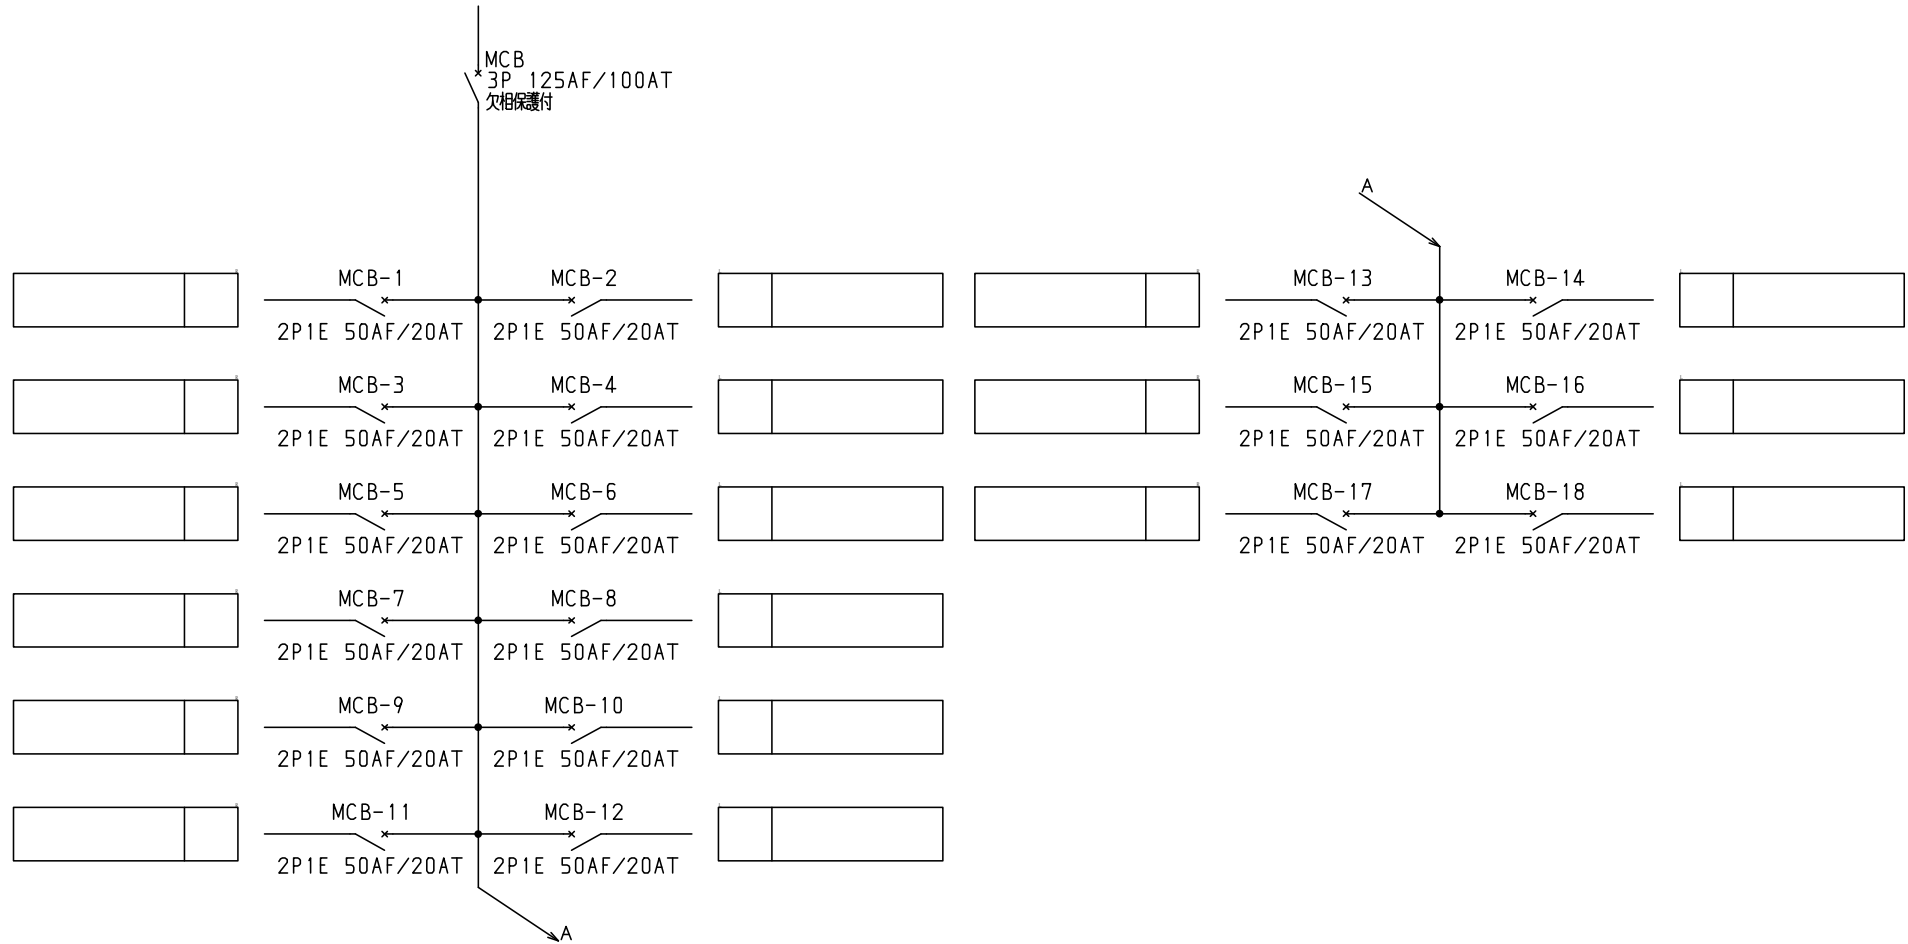 MCB
3P 125AF/100AT
欠相保護付
A
MCB-1 MCB-2 MCB-13 MCB-14
2P1E 50AF/20AT 2P1E 50AF/20AT 2P1E 50AF/20AT 2P1E 50AF/20AT
MCB-3 MCB-4 MCB-15 MCB-16
2P1E 50AF/20AT 2P1E 50AF/20AT 2P1E 50AF/20AT 2P1E 50AF/20AT
MCB-5 MCB-6 MCB-17 MCB-18
2P1E 50AF/20AT 2P1E 50AF/20AT 2P1E 50AF/20AT 2P1E 50AF/20AT
MCB-7 MCB-8
2P1E 50AF/20AT 2P1E 50AF/20AT
MCB-9 MCB-10
2P1E 50AF/20AT 2P1E 50AF/20AT
MCB-11 MCB-12
2P1E 50AF/20AT 2P1E 50AF/20AT
A